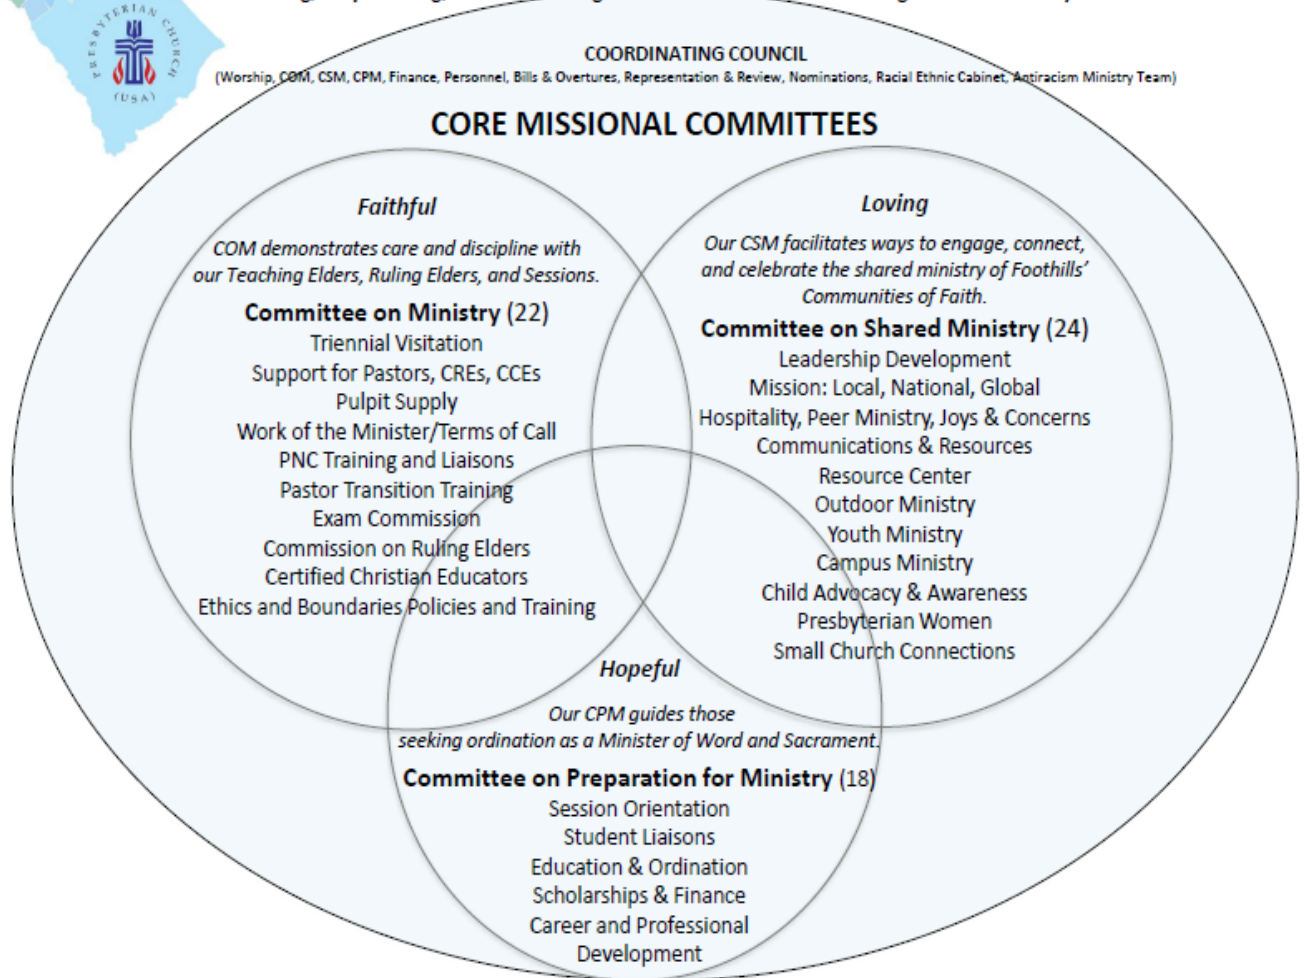 COORDINATING COUNCIL
(Worship, COM, CSM, CPM, Finance, Personnel, Bills & Overtures, Representation & Review, Nominations, Racial Ethnic Cabinet, Antiracism Ministry Team)
CORE MISSIONAL COMMITTEES
PRESBYTERIAN CHURCH
(USA)
Faithful
COM demonstrates care and discipline with
our Teaching Elders, Ruling Elders, and Sessions.
Committee on Ministry (22)
Triennial Visitation
Support for Pastors, CREs, CCEs
Pulpit Supply
Work of the Minister/Terms of Call
PNC Training and Liaisons
Pastor Transition Training
Exam Commission
Commission on Ruling Elders
Certified Christian Educators
Ethics and Boundaries Policies and Training
Loving
Our CSM facilitates ways to engage, connect,
and celebrate the shared ministry of Foothills’
Communities of Faith.
Committee on Shared Ministry (24)
Leadership Development
Mission: Local, National, Global
Hospitality, Peer Ministry, Joys & Concerns
Communications & Resources
Resource Center
Outdoor Ministry
Youth Ministry
Campus Ministry
Child Advocacy & Awareness
Presbyterian Women
Small Church Connections
Hopeful
Our CPM guides those
seeking ordination as a Minister of Word and Sacrament.
Committee on Preparation for Ministry (18)
Session Orientation
Student Liaisons
Education & Ordination
Scholarships & Finance
Career and Professional
Development